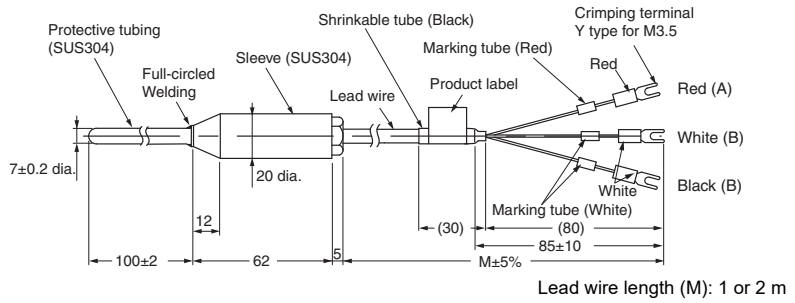 Protective tubing
(SUS304)
Full-circled
Welding
Sleeve (SUS304)
Shrinkable tube (Black)
Lead wire
Product label
Marking tube (Red)
Red
Crimping terminal
Y type for M3.5
Red (A)
White (B)
Black (B)
White
Marking tube (White)
7±0.2 dia.
20 dia.
12
(30)
(80)
85±10
100±2
62
5
M±5%
Lead wire length (M): 1 or 2 m